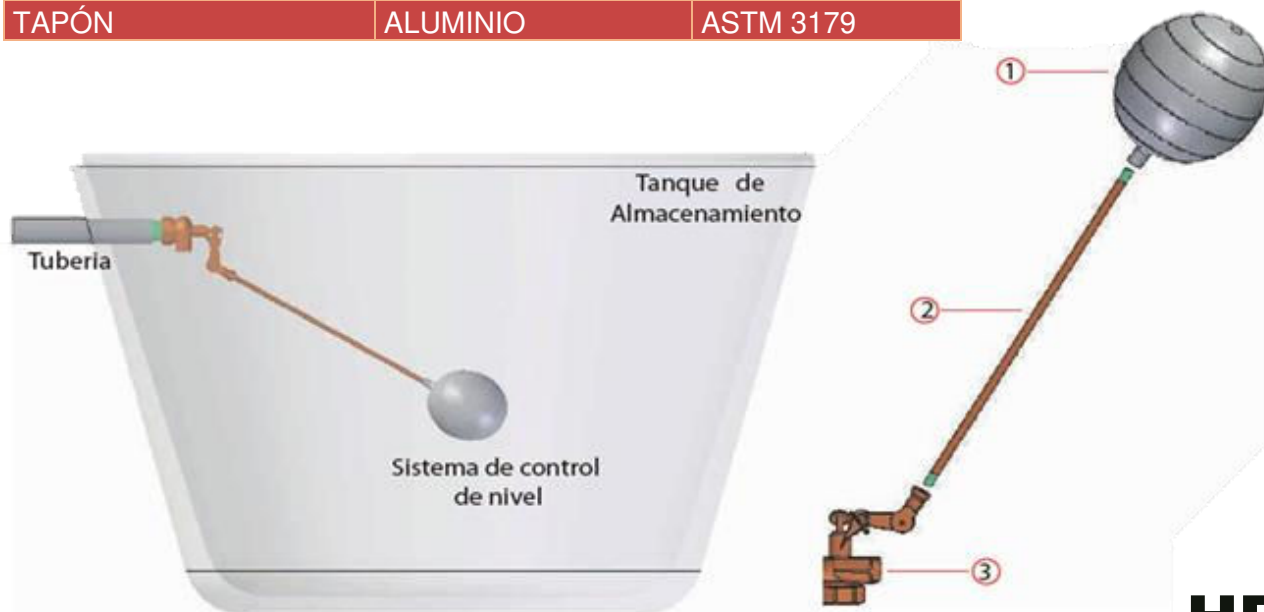 TAPÓN ALUMINIO ASTM 3179
①
Tanque de
Almacenamiento
Tuberia
②
Sistema de control
de nivel
③